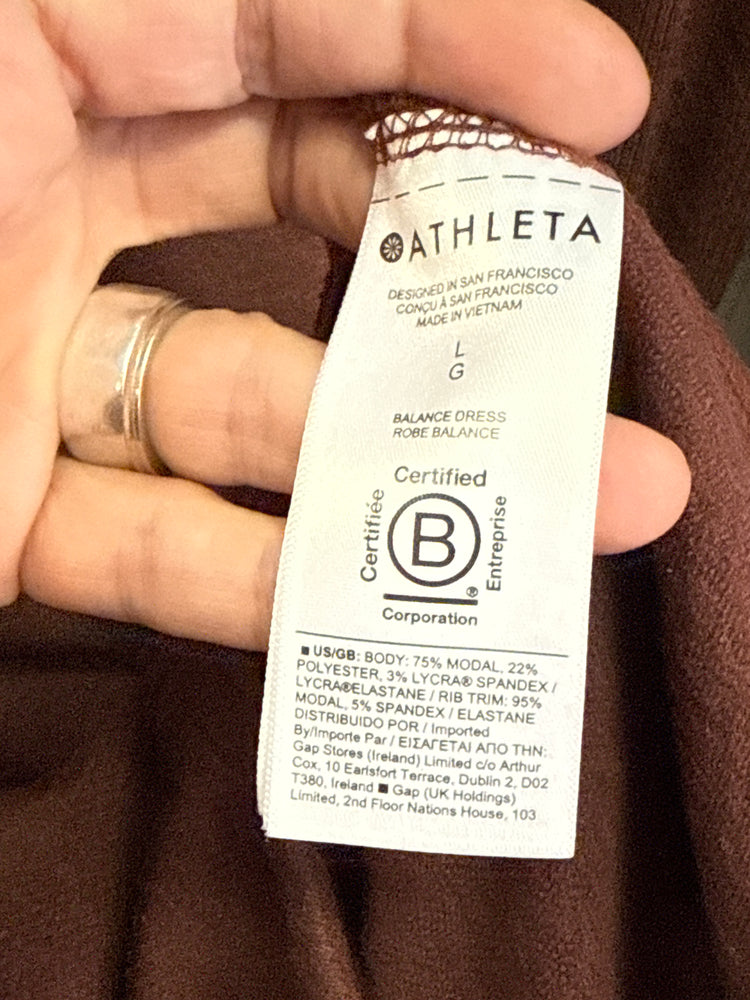 ATHLETA
DESIGNED IN SAN FRANCISCO
CONÇU À SAN FRANCISCO
MADE IN VIETNAM
L
G
BALANCE DRESS
ROBE BALANCE
Certified
Certifiée
B
Entreprise
®
Corporation
■ US/GB: BODY: 75% MODAL, 22%
POLYESTER, 3% LYCRA® SPANDEX /
LYCRA®ELASTANE / RIB TRIM: 95%
MODAL, 5% SPANDEX / ELASTANE
DISTRIBUIDO POR / Imported
By/Importe Par / ΕΙΣΑΓΕΤΑΙ ΑΠΟ ΤΗΝ:
Gap Stores (Ireland) Limited c/o Arthur
Cox, 10 Earlsfort Terrace, Dublin 2, D02
T380, Ireland ■ Gap (UK Holdings)
Limited, 2nd Floor Nations House, 103